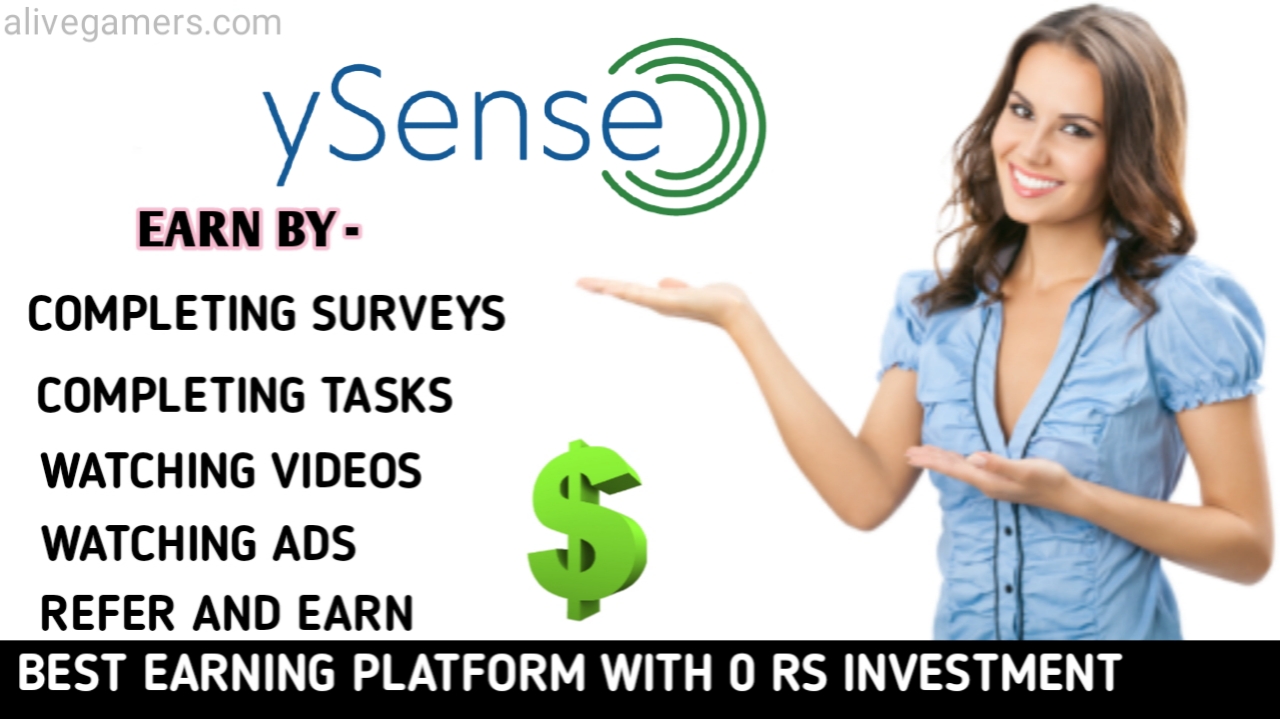 alivegamers.com
ySense
EARN BY -
COMPLETING SURVEYS
COMPLETING TASKS
WATCHING VIDEOS
WATCHING ADS
REFER AND EARN
BEST EARNING PLATFORM WITH 0 RS INVESTMENT